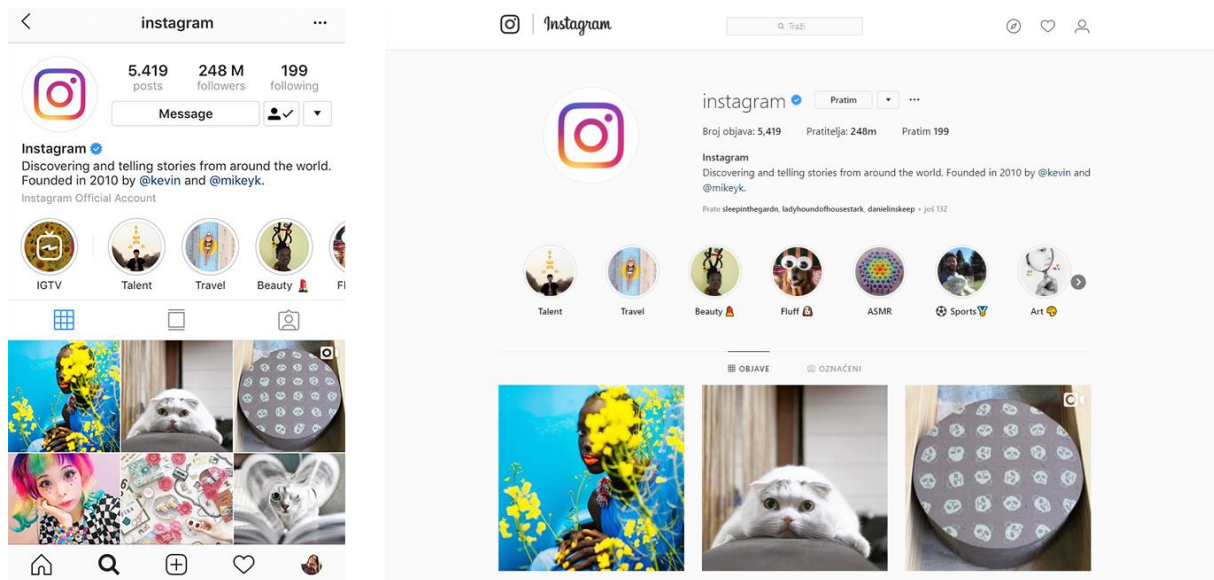 instagram
5.419 248 M 199
posts followers following
Message
Instagram
Discovering and telling stories from around the world.
Founded in 2010 by @kevin and @mikeyk.
Instagram Official Account
IGTV Talent Travel Beauty Fl
Instagram
Traži
instagram Pratim
Broj objava: 5,419 Pratitelja: 248m Pratim 199
Instagram
Discovering and telling stories from around the world. Founded in 2010 by @kevin and
@mikeyk.
Prate sleepinthegardn, ladyhoundofhousestark, danielinskeep + još 132
Talent Travel Beauty Fluff ASMR Sports Art
OBJAVE OZNAČENI